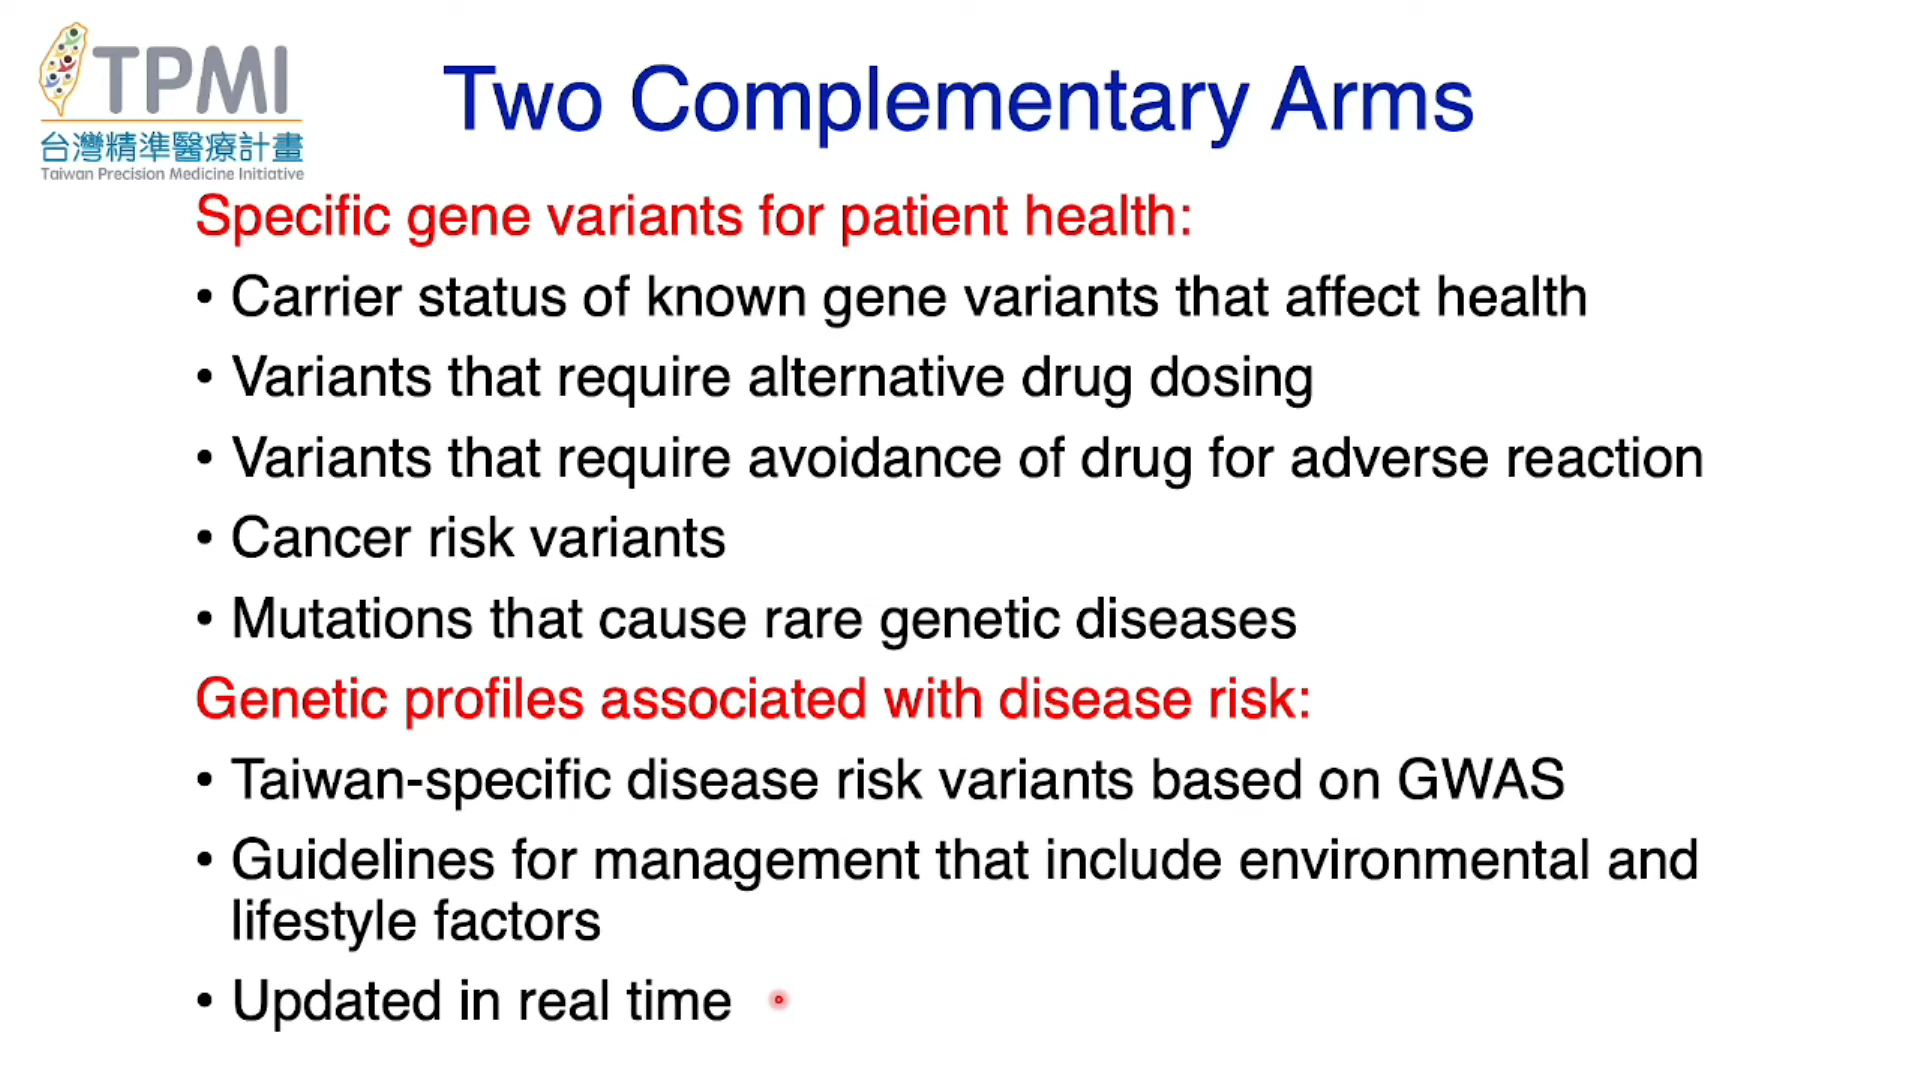 TPMI
台灣精準醫療計畫
Taiwan Precision Medicine Initiative
Two Complementary Arms
Specific gene variants for patient health:
• Carrier status of known gene variants that affect health
• Variants that require alternative drug dosing
• Variants that require avoidance of drug for adverse reaction
• Cancer risk variants
• Mutations that cause rare genetic diseases
Genetic profiles associated with disease risk:
• Taiwan-specific disease risk variants based on GWAS
• Guidelines for management that include environmental and
lifestyle factors
• Updated in real time